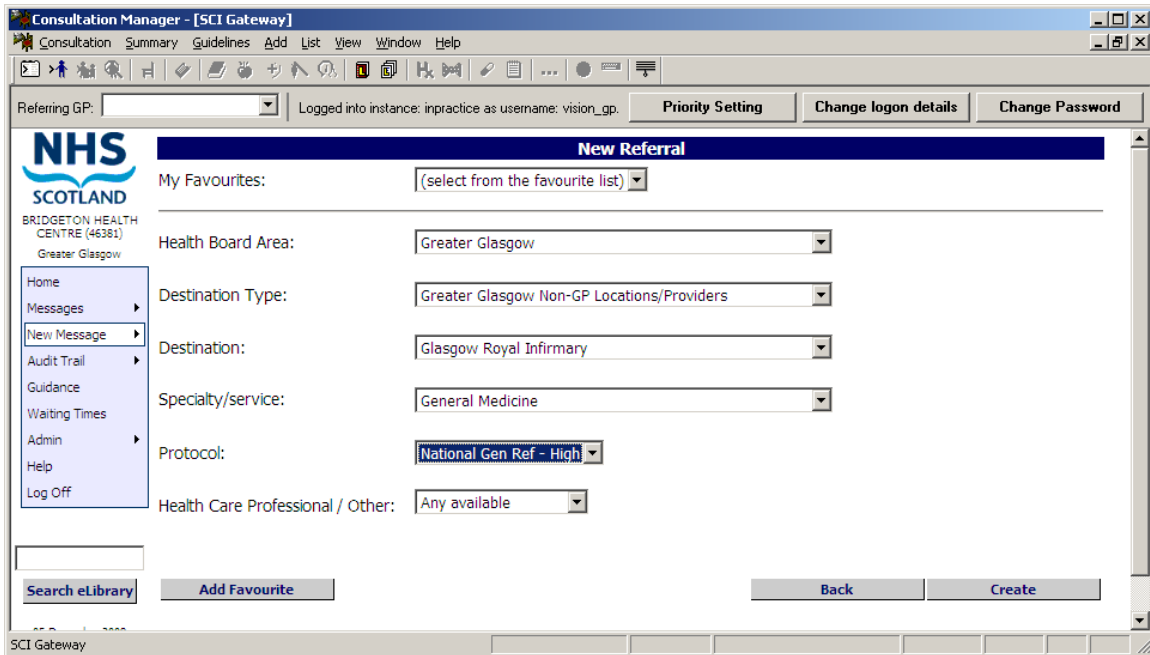 Consultation Manager - [SCI Gateway]
Consultation Summary Guidelines Add List View Window Help
Referring GP: Logged into instance: inpractice as username: vision_gp. Priority Setting Change logon details Change Password
NHS
SCOTLAND
BRIDGETON HEALTH
CENTRE (46381)
Greater Glasgow
Home
Messages
New Message
Audit Trail
Guidance
Waiting Times
Admin
Help
Log Off
Search eLibrary
New Referral
My Favourites: (select from the favourite list)
Health Board Area: Greater Glasgow
Destination Type: Greater Glasgow Non-GP Locations/Providers
Destination: Glasgow Royal Infirmary
Specialty/service: General Medicine
Protocol: National Gen Ref - High
Health Care Professional / Other: Any available
Add Favourite Back Create
SCI Gateway